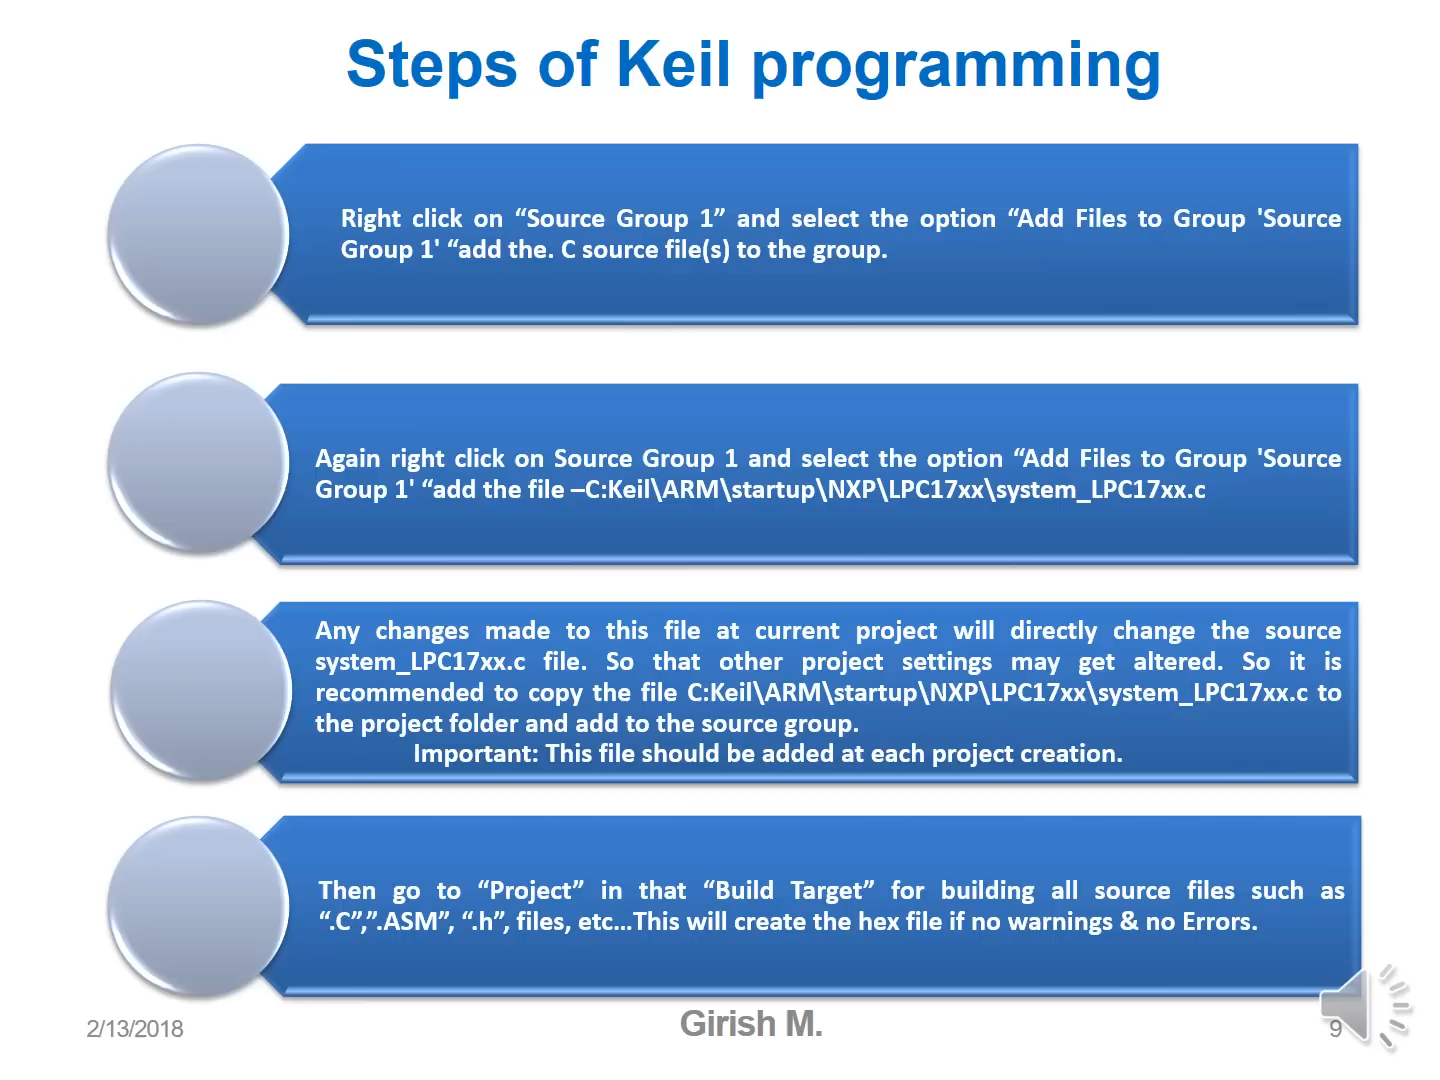 Steps of Keil programming
Right click on “Source Group 1” and select the option “Add Files to Group 'Source
Group 1' “add the. C source file(s) to the group.
Again right click on Source Group 1 and select the option “Add Files to Group 'Source
Group 1' “add the file –C:Keil\ARM\startup\NXP\LPC17xx\system_LPC17xx.c
Any changes made to this file at current project will directly change the source
system_LPC17xx.c file. So that other project settings may get altered. So it is
recommended to copy the file C:Keil\ARM\startup\NXP\LPC17xx\system_LPC17xx.c to
the project folder and add to the source group.
Important: This file should be added at each project creation.
Then go to “Project” in that “Build Target” for building all source files such as
“.C”,”.ASM”, “.h”, files, etc…This will create the hex file if no warnings & no Errors.
2/13/2018
Girish M.
9